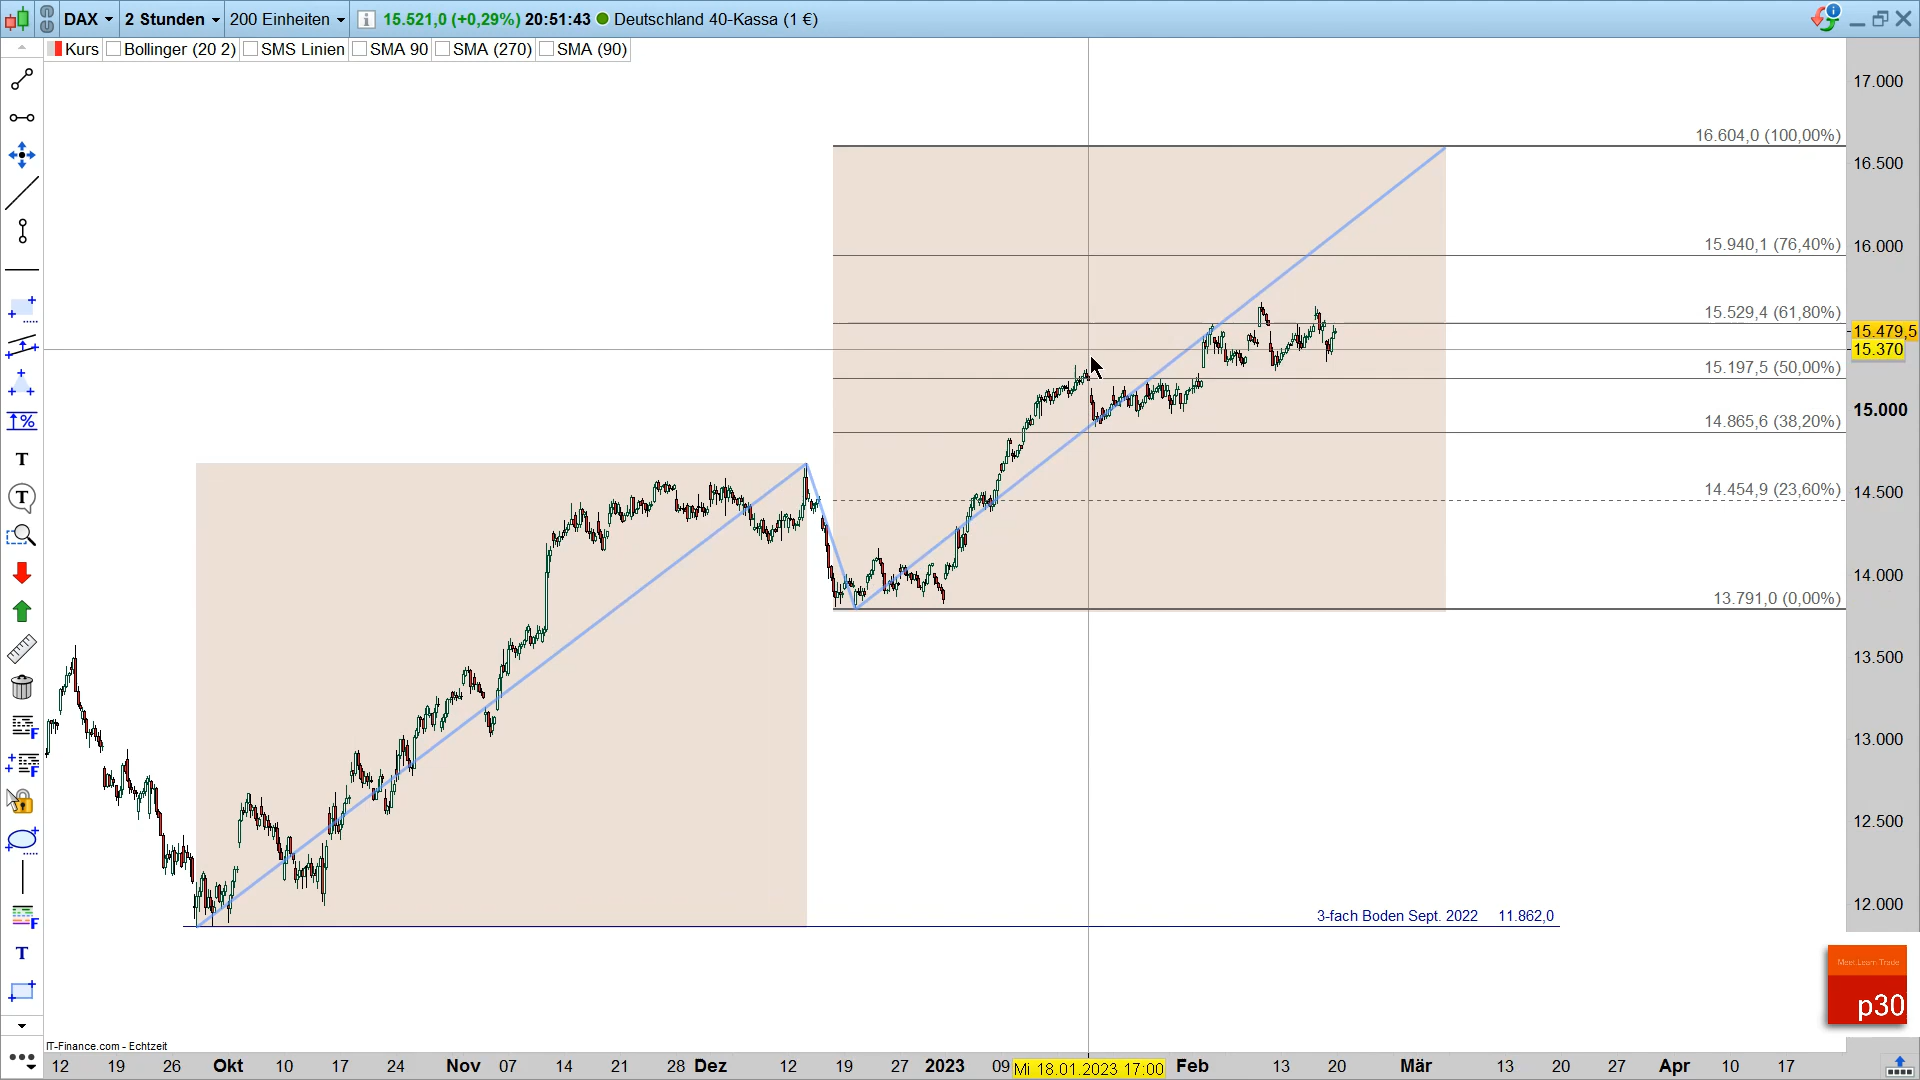 DAX 2 Stunden 200 Einheiten 15.521,0 (+0,29%) 20:51:43 Deutschland 40-Kassa (1 €)
Kurs Bollinger (20 2) SMS Linien SMA 90 SMA (270) SMA (90)
17.000
16.604,0 (100,00%)
16.500
15.940,1 (76,40%)
16.000
15.529,4 (61,80%)
15.479,5
15.370
15.197,5 (50,00%)
15.000
14.865,6 (38,20%)
14.454,9 (23,60%)
14.500
14.000
13.791,0 (0,00%)
13.500
13.000
12.500
12.000
3-fach Boden Sept. 2022 11.862,0
Meet.Learn.Trade
p30
IT-Finance.com - Echtzeit
12 19 26 Okt 10 17 24 Nov 07 14 21 28 Dez 12 19 27 2023 09 Mi 18.01.2023 17:00 Feb 13 20 Mär 13 20 27 Apr 10 17